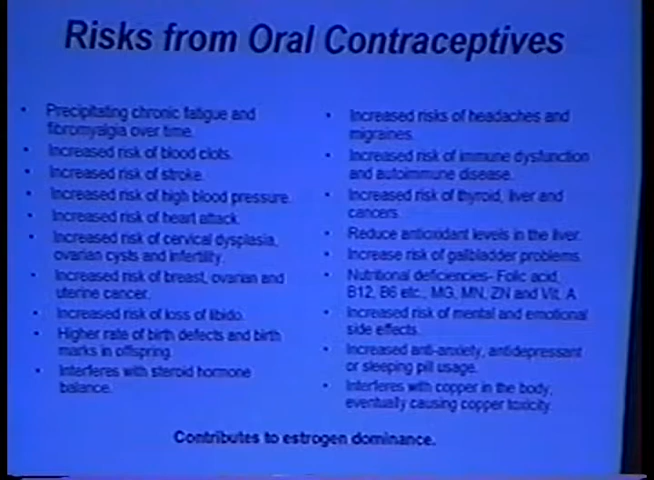 Risks from Oral Contraceptives
• Precipitating chronic fatigue and
fibromyalgia over time.
• Increased risk of blood clots.
• Increased risk of stroke.
• Increased risk of high blood pressure.
• Increased risk of heart attack.
• Increased risk of cervical dysplasia,
ovarian cysts and infertility.
• Increased risk of breast, ovarian and
uterine cancer.
• Increased risk of loss of libido.
• Higher rate of birth defects and birth
marks in offspring.
• Interferes with steroid hormone
balance.
• Increased risks of headaches and
migraines.
• Increased risk of immune dysfunction
and autoimmune disease.
• Increased risk of thyroid, liver and
cancers.
• Reduce antioxidant levels in the liver.
• Increase risk of gallbladder problems.
• Nutritional deficiencies- Folic acid,
B12, B6 etc., MG, MN, ZN and Vit. A
• Increased risk of mental and emotional
side effects.
• Increased anti-anxiety, antidepressant
or sleeping pill usage.
• Interferes with copper in the body,
eventually causing copper toxicity.
Contributes to estrogen dominance.